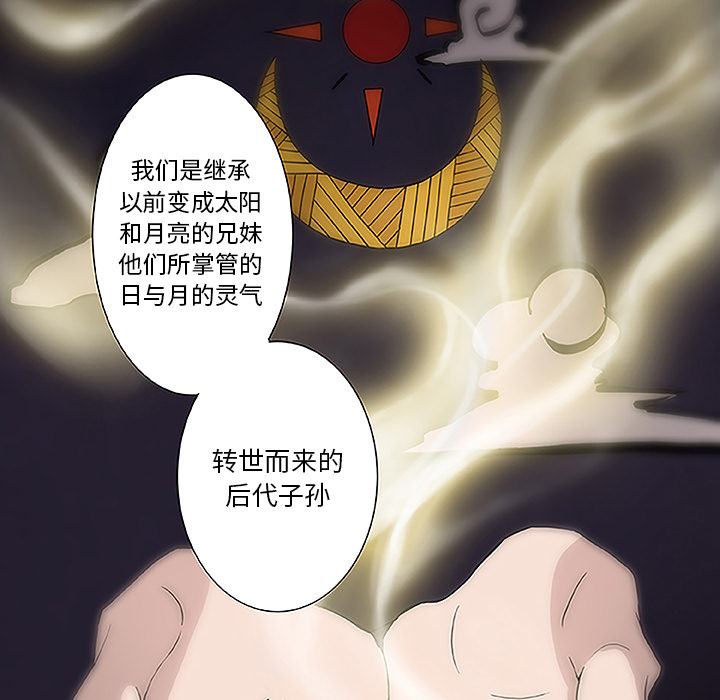 我们是继承
以前变成太阳
和月亮的兄妹
他们所掌管的
日与月的灵气
转世而来的
后代子孙